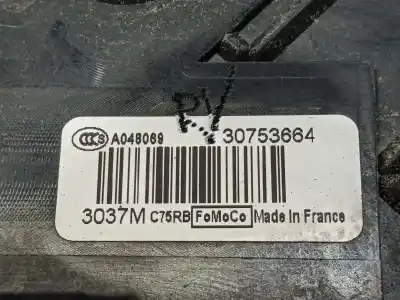 RV
CCC S A048069 30753664
3037M C75RB FoMoCo Made In France